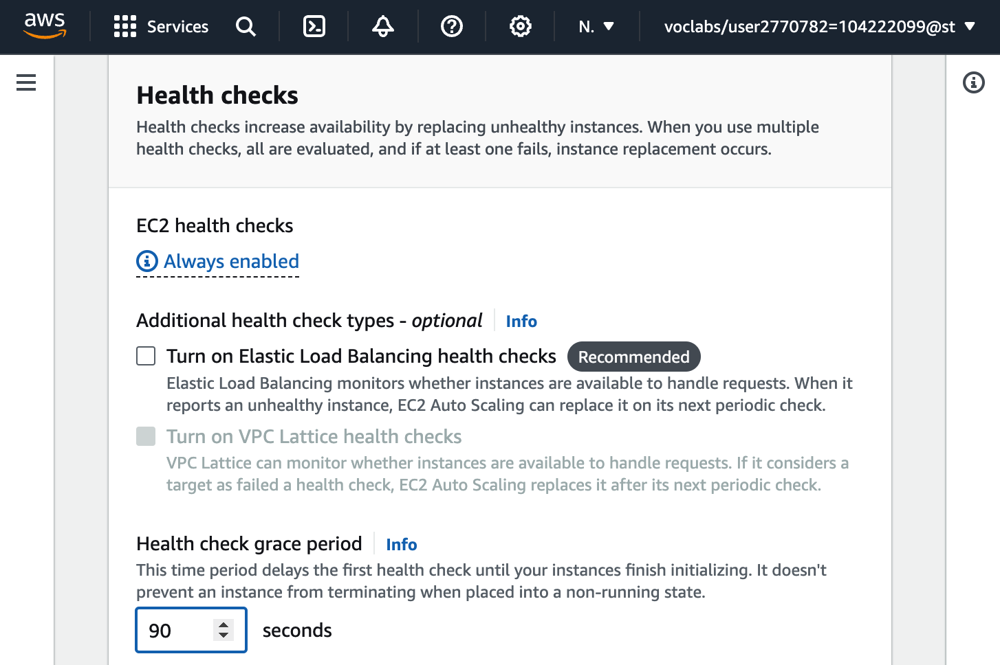 aws
Services
N.
voclabs/user2770782=104222099@st
Health checks
Health checks increase availability by replacing unhealthy instances. When you use multiple
health checks, all are evaluated, and if at least one fails, instance replacement occurs.
EC2 health checks
Always enabled
Additional health check types - optional
Info
Turn on Elastic Load Balancing health checks
Recommended
Elastic Load Balancing monitors whether instances are available to handle requests. When it
reports an unhealthy instance, EC2 Auto Scaling can replace it on its next periodic check.
Turn on VPC Lattice health checks
VPC Lattice can monitor whether instances are available to handle requests. If it considers a
target as failed a health check, EC2 Auto Scaling replaces it after its next periodic check.
Health check grace period
Info
This time period delays the first health check until your instances finish initializing. It doesn't
prevent an instance from terminating when placed into a non-running state.
90
seconds